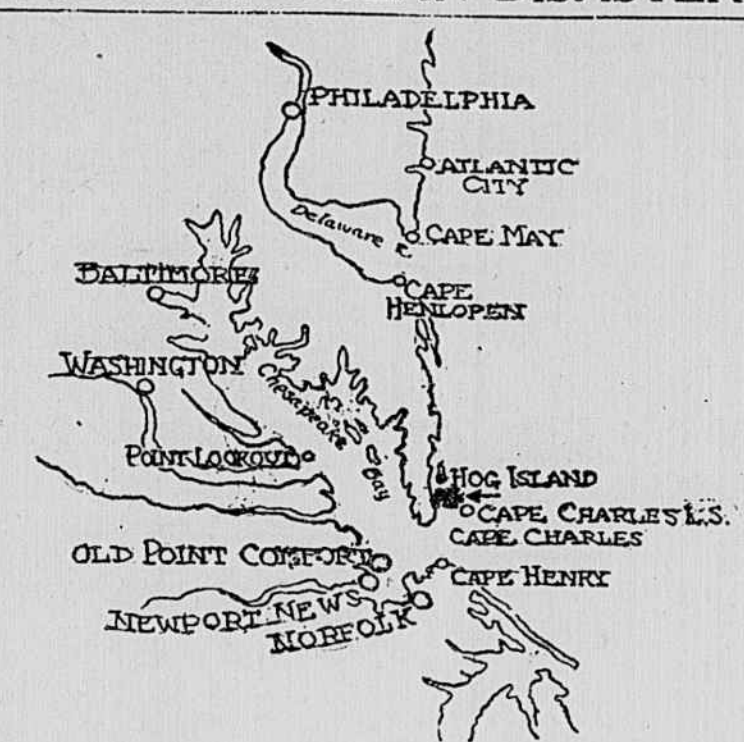 PHILADELPHIA
ATLANTIC
CITY
Delaware R.
CAPE MAY
BALTIMORE
CAPE
HENLOPEN
WASHINGTON
Chesapeake
Bay
POINT LOOKOUT
HOG ISLAND
CAPE CHARLES L.S.
CAPE CHARLES
OLD POINT COMFORT
CAPE HENRY
NEWPORT NEWS
NORFOLK